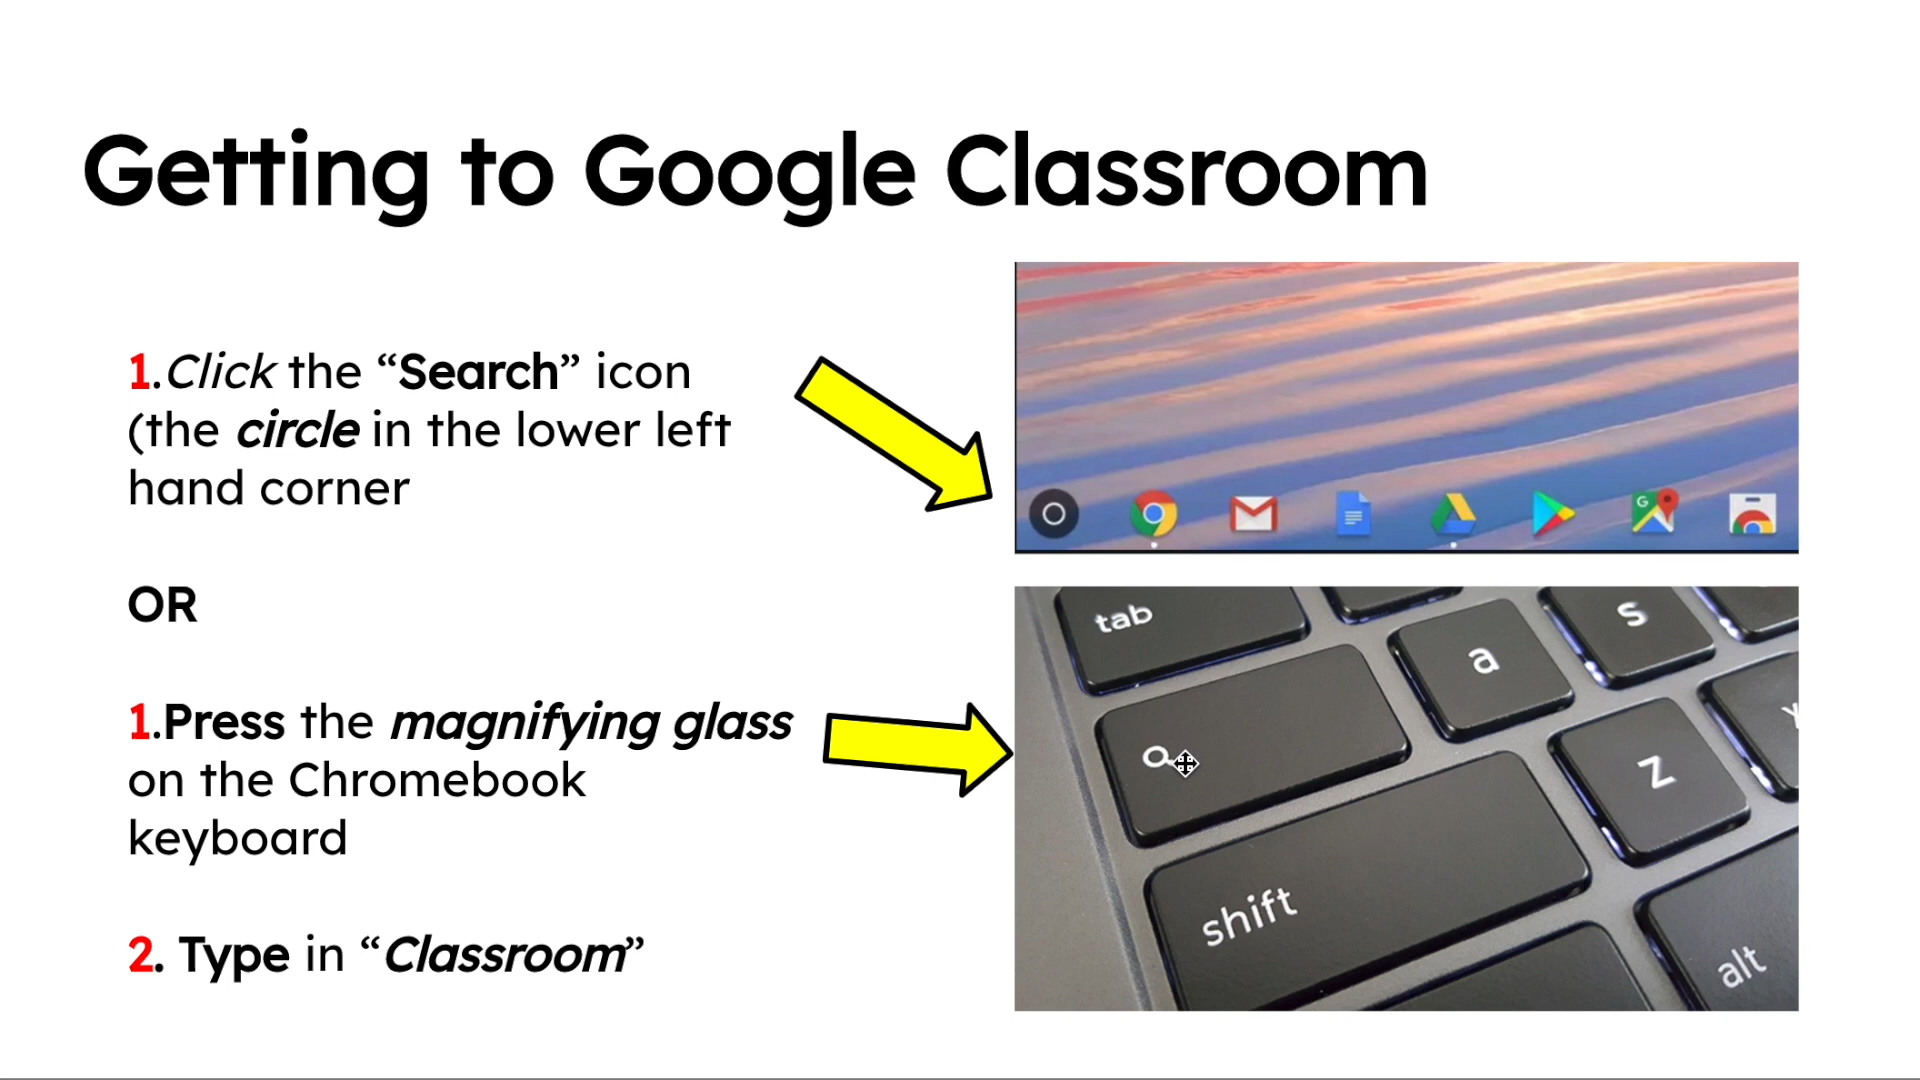 Getting to Google Classroom
1.Click the “Search” icon
(the circle in the lower left
hand corner
OR
1.Press the magnifying glass
on the Chromebook
keyboard
2. Type in “Classroom”
G
tab
a
s
z
shift
alt